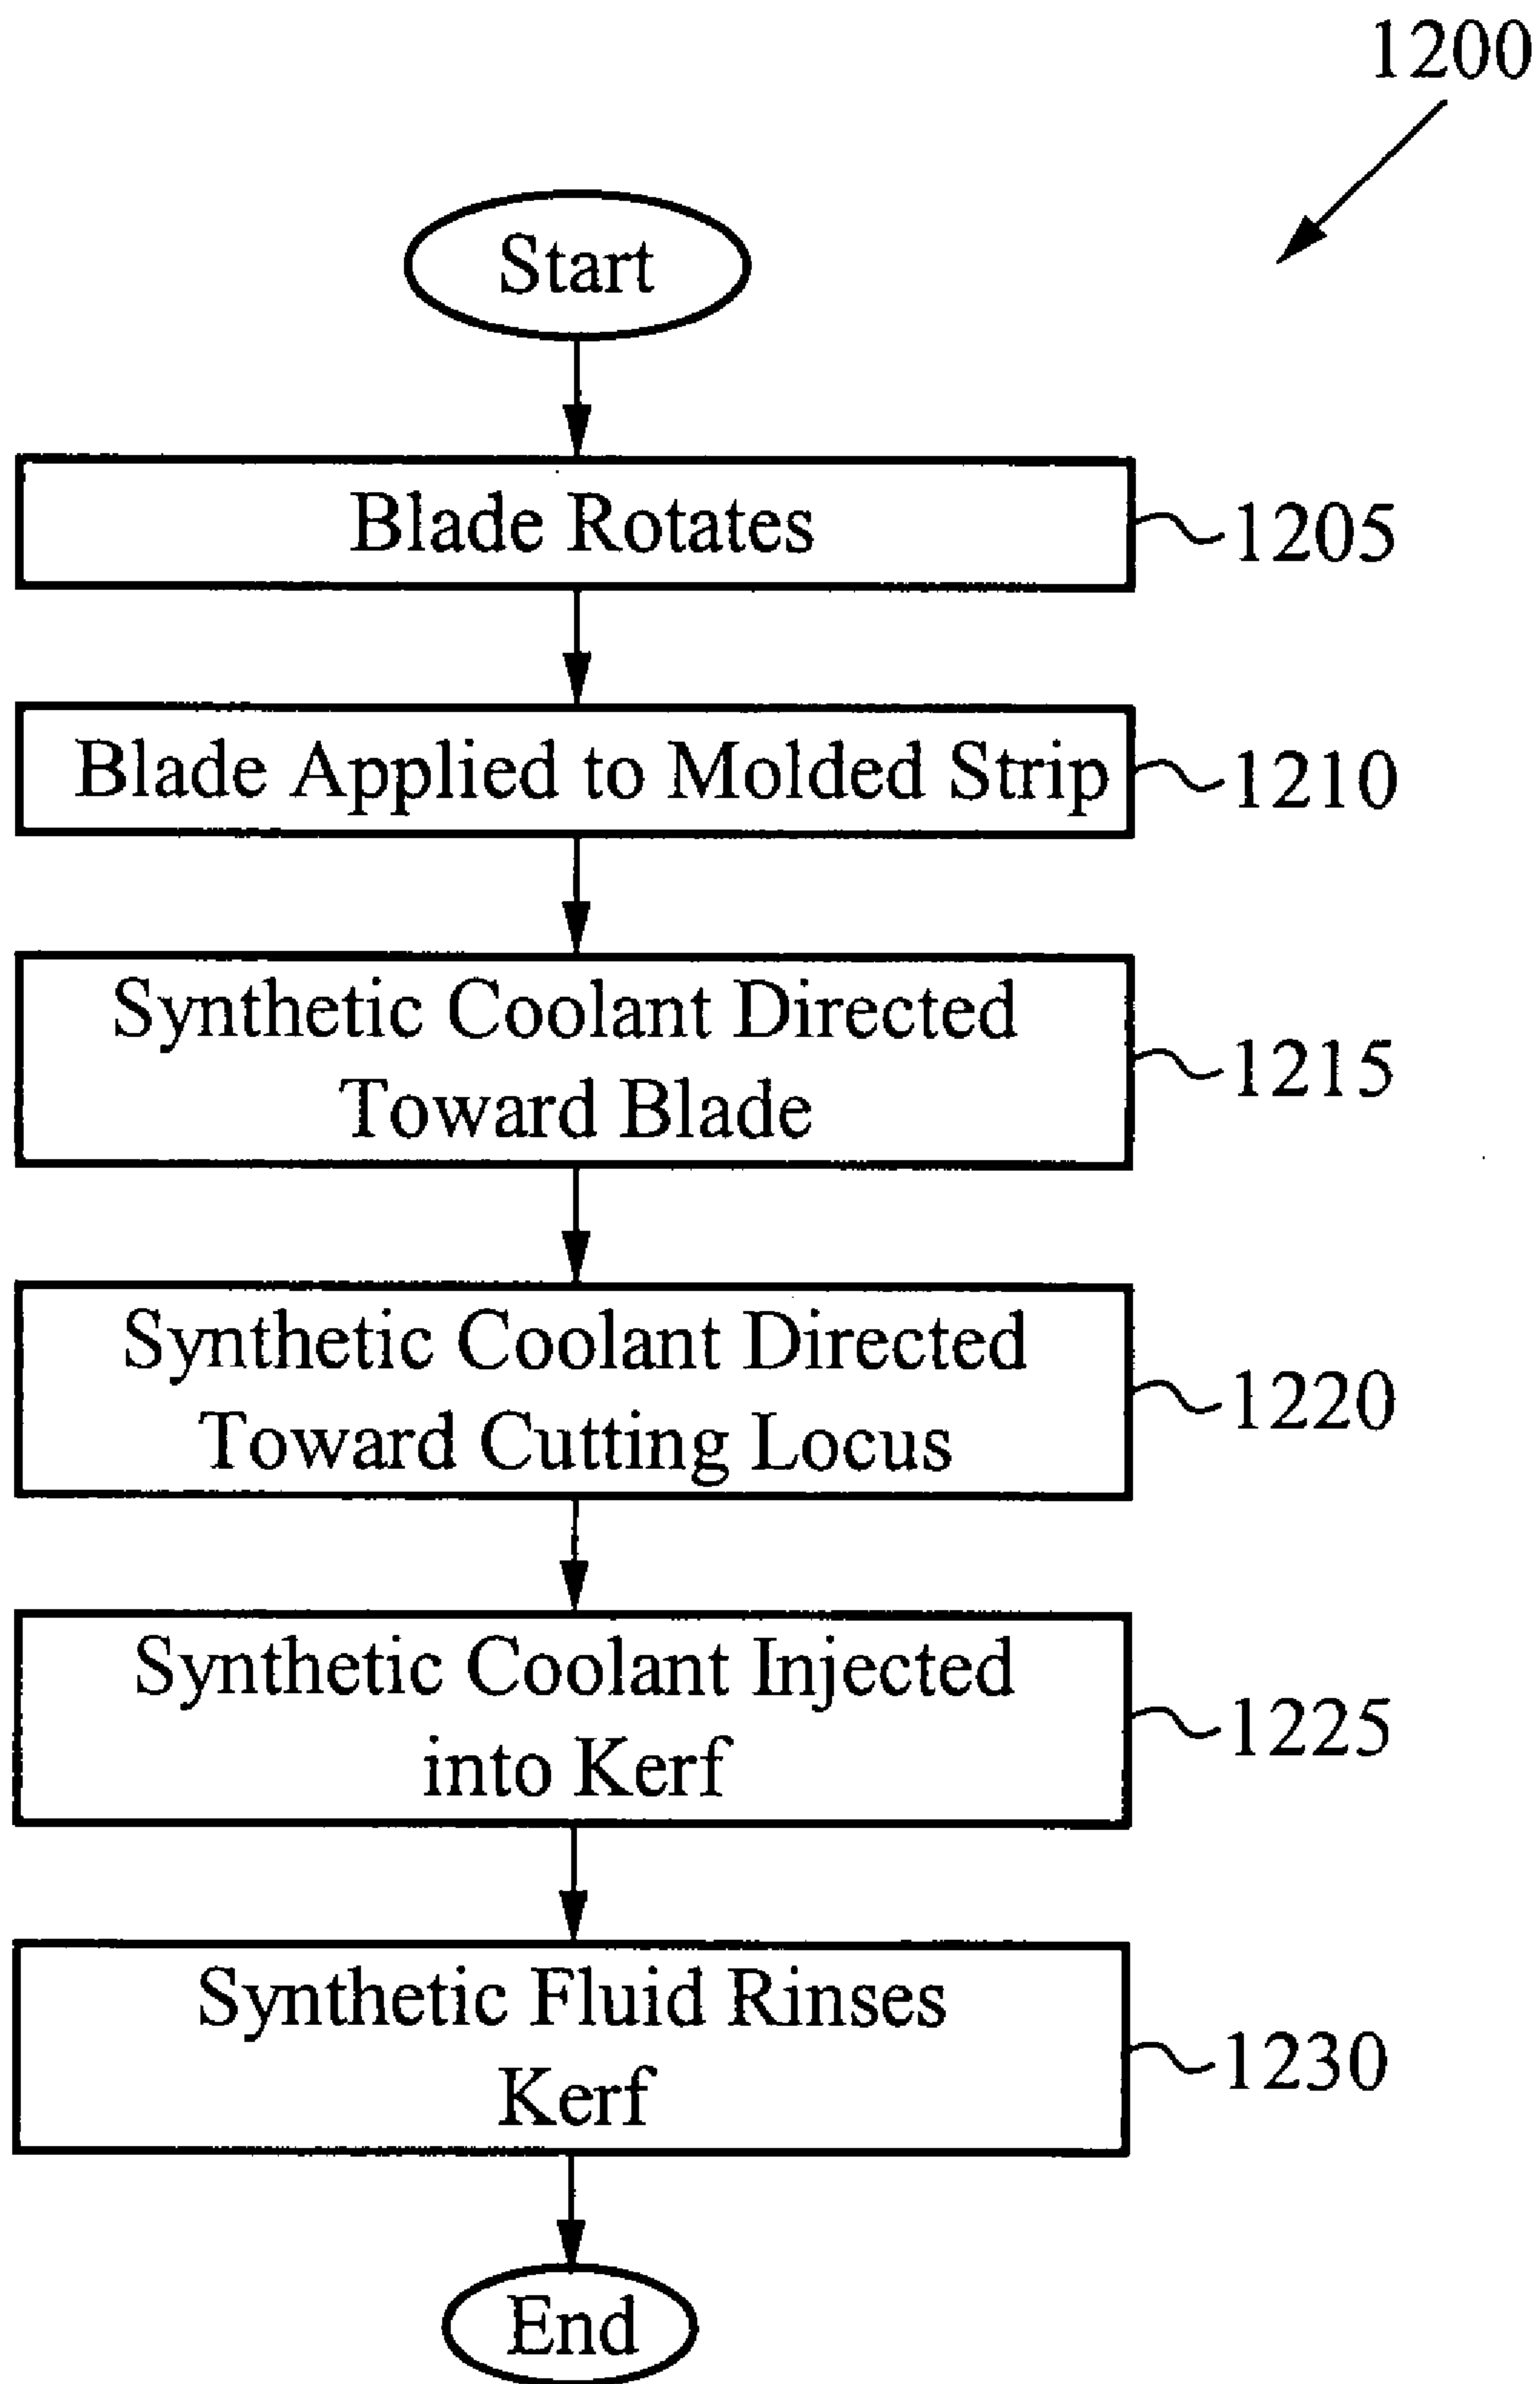 1200
Start
Blade Rotates
1205
Blade Applied to Molded Strip
1210
Synthetic Coolant Directed
Toward Blade
1215
Synthetic Coolant Directed
Toward Cutting Locus
1220
Synthetic Coolant Injected
into Kerf
1225
Synthetic Fluid Rinses
Kerf
1230
End